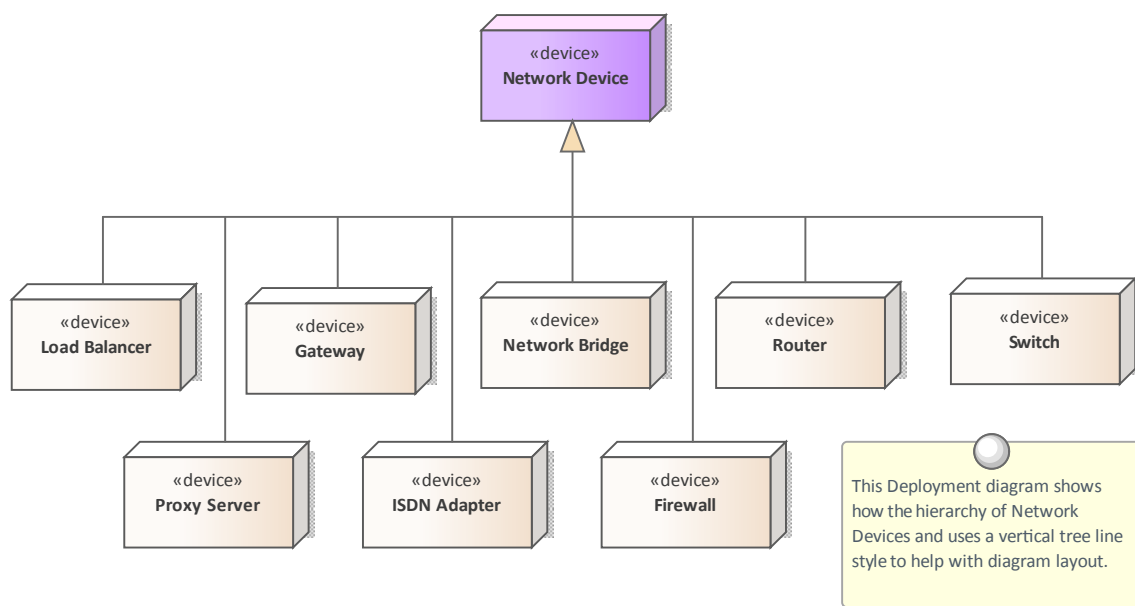 «device»
Network Device
«device»
Load Balancer
«device»
Gateway
«device»
Network Bridge
«device»
Router
«device»
Switch
«device»
Proxy Server
«device»
ISDN Adapter
«device»
Firewall
This Deployment diagram shows
how the hierarchy of Network
Devices and uses a vertical tree line
style to help with diagram layout.